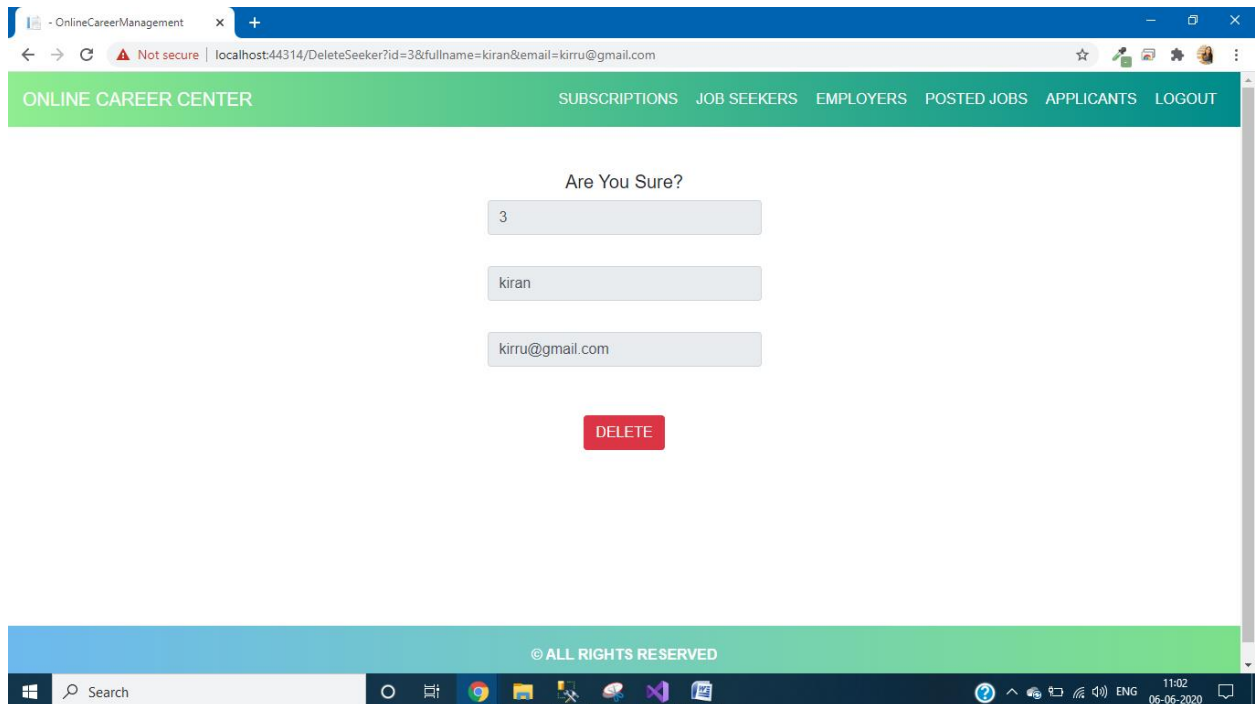 - OnlineCareerManagement
Not secure | localhost:44314/DeleteSeeker?id=3&fullname=kiran&email=kirru@gmail.com
ONLINE CAREER CENTER SUBSCRIPTIONS JOB SEEKERS EMPLOYERS POSTED JOBS APPLICANTS LOGOUT
Are You Sure?
3
kiran
kirru@gmail.com
DELETE
© ALL RIGHTS RESERVED
Search ENG 11:02
06-06-2020